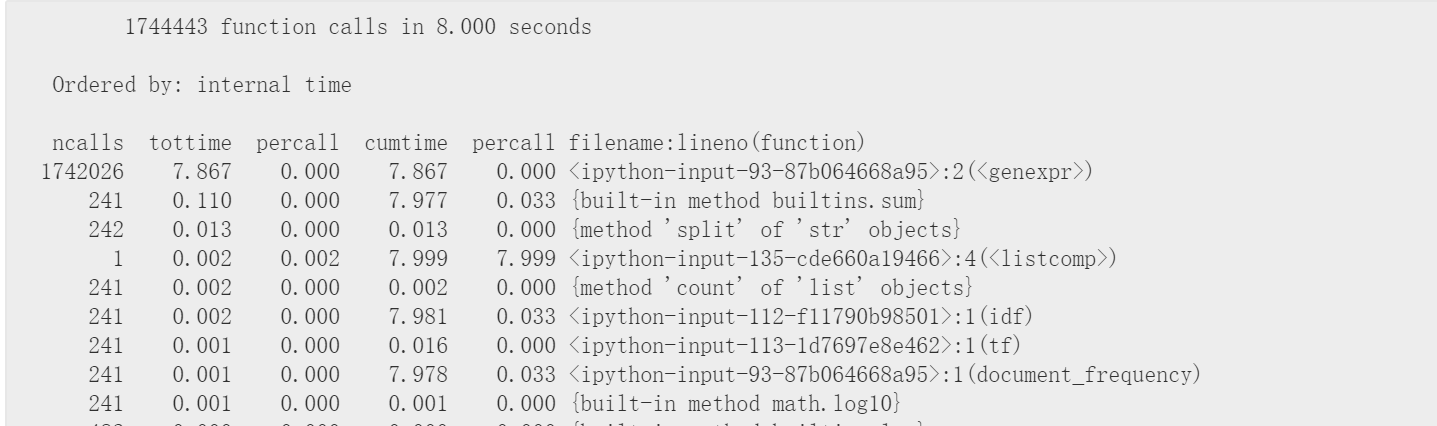 1744443 function calls in 8.000 seconds
Ordered by: internal time
ncalls tottime percall cumtime percall filename:lineno(function)
1742026 7.867 0.000 7.867 0.000 <ipython-input-93-87b064668a95>:2(<genexpr>)
241 0.110 0.000 7.977 0.033 {built-in method builtins.sum}
242 0.013 0.000 0.013 0.000 {method 'split' of 'str' objects}
1 0.002 0.002 7.999 7.999 <ipython-input-135-cde660a19466>:4(<listcomp>)
241 0.002 0.000 0.002 0.000 {method 'count' of 'list' objects}
241 0.002 0.000 7.981 0.033 <ipython-input-112-f11790b98501>:1(idf)
241 0.001 0.000 0.016 0.000 <ipython-input-113-1d7697e8e462>:1(tf)
241 0.001 0.000 7.978 0.033 <ipython-input-93-87b064668a95>:1(document_frequency)
241 0.001 0.000 0.001 0.000 {built-in method math.log10}